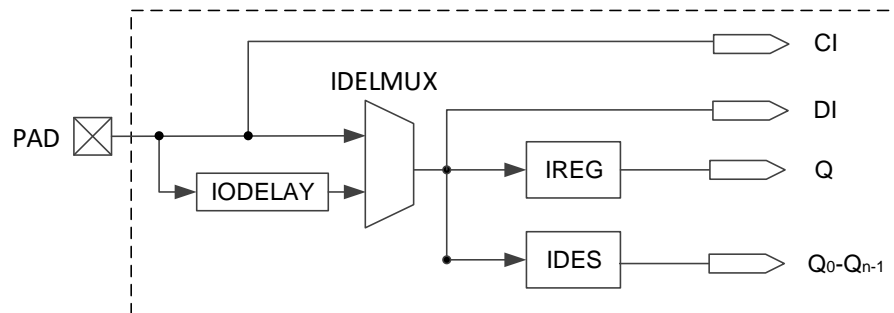 CI
IDELMUX
DI
PAD
IREG
Q
IODELAY
IDES
Q0-Qn-1